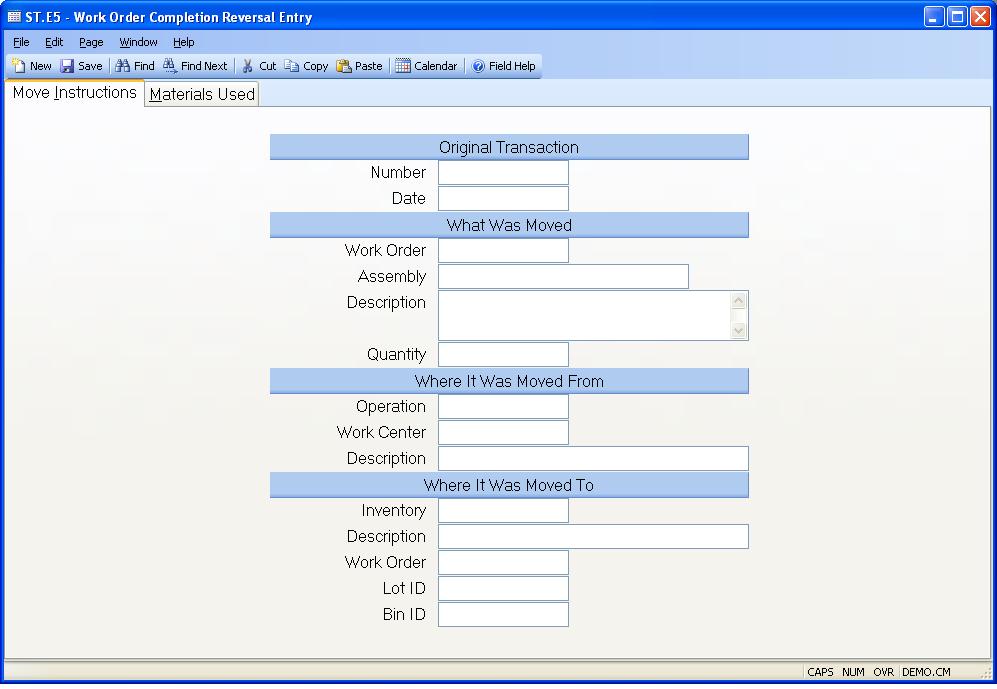 ST.E5 - Work Order Completion Reversal Entry
File Edit Page Window Help
New Save Find Find Next Cut Copy Paste Calendar Field Help
Move Instructions Materials Used
Original Transaction
Number
Date
What Was Moved
Work Order
Assembly
Description
Quantity
Where It Was Moved From
Operation
Work Center
Description
Where It Was Moved To
Inventory
Description
Work Order
Lot ID
Bin ID
CAPS NUM OVR DEMO.CM